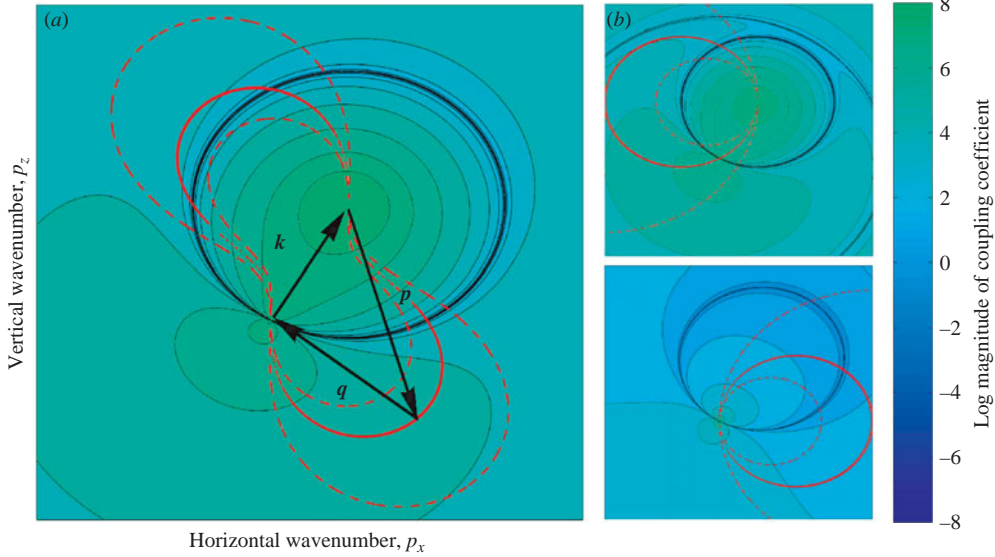 (a)
k
p
q
Vertical wavenumber, p_z
Horizontal wavenumber, p_x
(b)
8
6
4
2
0
–2
–4
–6
–8
Log magnitude of coupling coefficient